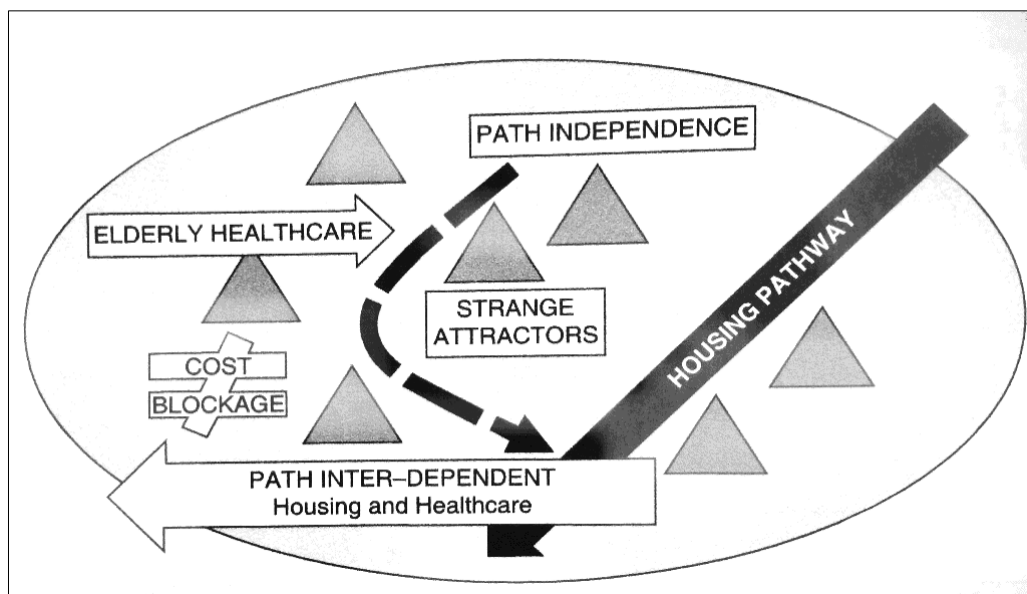 PATH INDEPENDENCE
ELDERLY HEALTHCARE
STRANGE
ATTRACTORS
HOUSING PATHWAY
COST
BLOCKAGE
PATH INTER–DEPENDENT
Housing and Healthcare